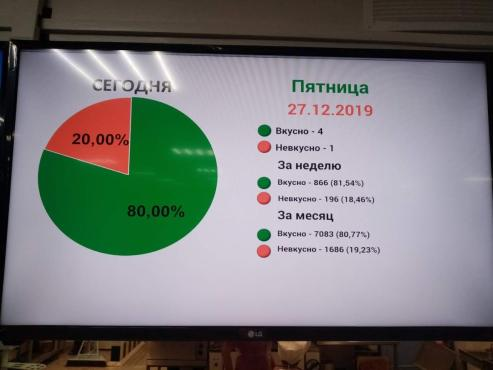 СЕГОДНЯ
20,00%
80,00%
Пятница
27.12.2019
Вкусно - 4
Невкусно - 1
За неделю
Вкусно - 866 (81,54%)
Невкусно - 196 (18,46%)
За месяц
Вкусно - 7083 (80,77%)
Невкусно - 1686 (19,23%)
LG